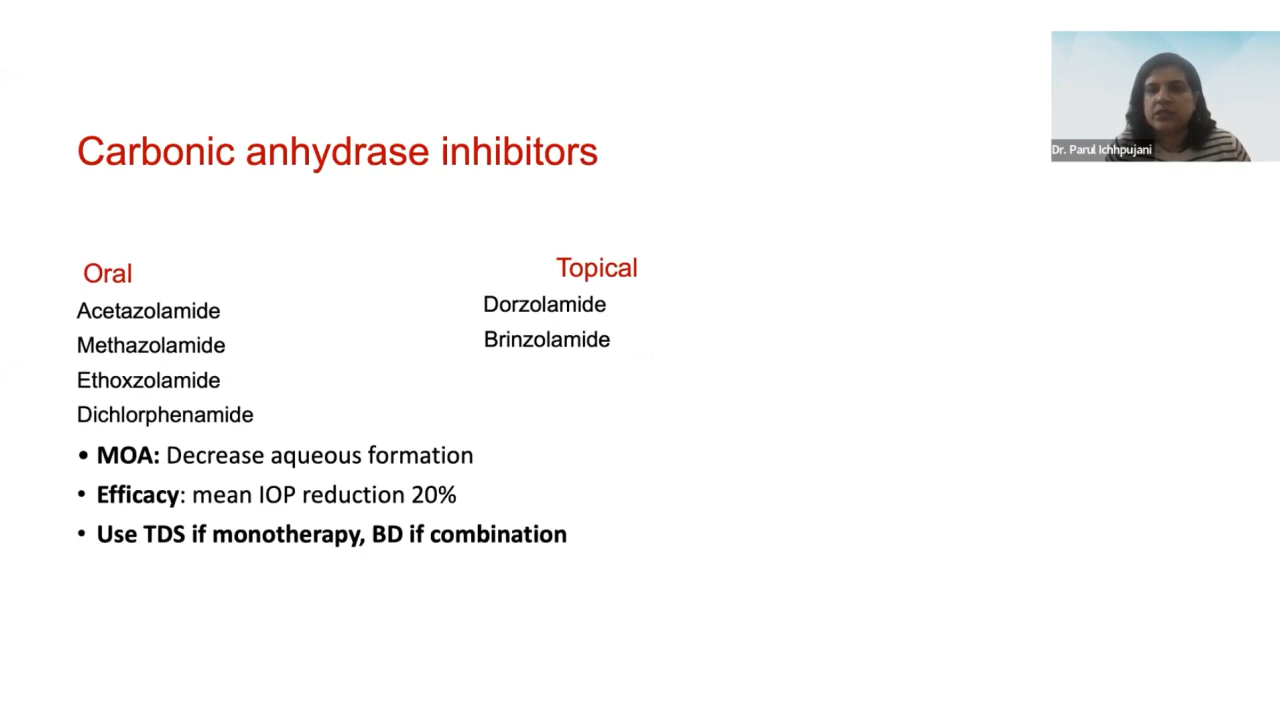 Carbonic anhydrase inhibitors
Dr. Parul Ichhpujani
Oral
Acetazolamide
Methazolamide
Ethoxzolamide
Dichlorphenamide
Topical
Dorzolamide
Brinzolamide
• MOA: Decrease aqueous formation
• Efficacy: mean IOP reduction 20%
• Use TDS if monotherapy, BD if combination